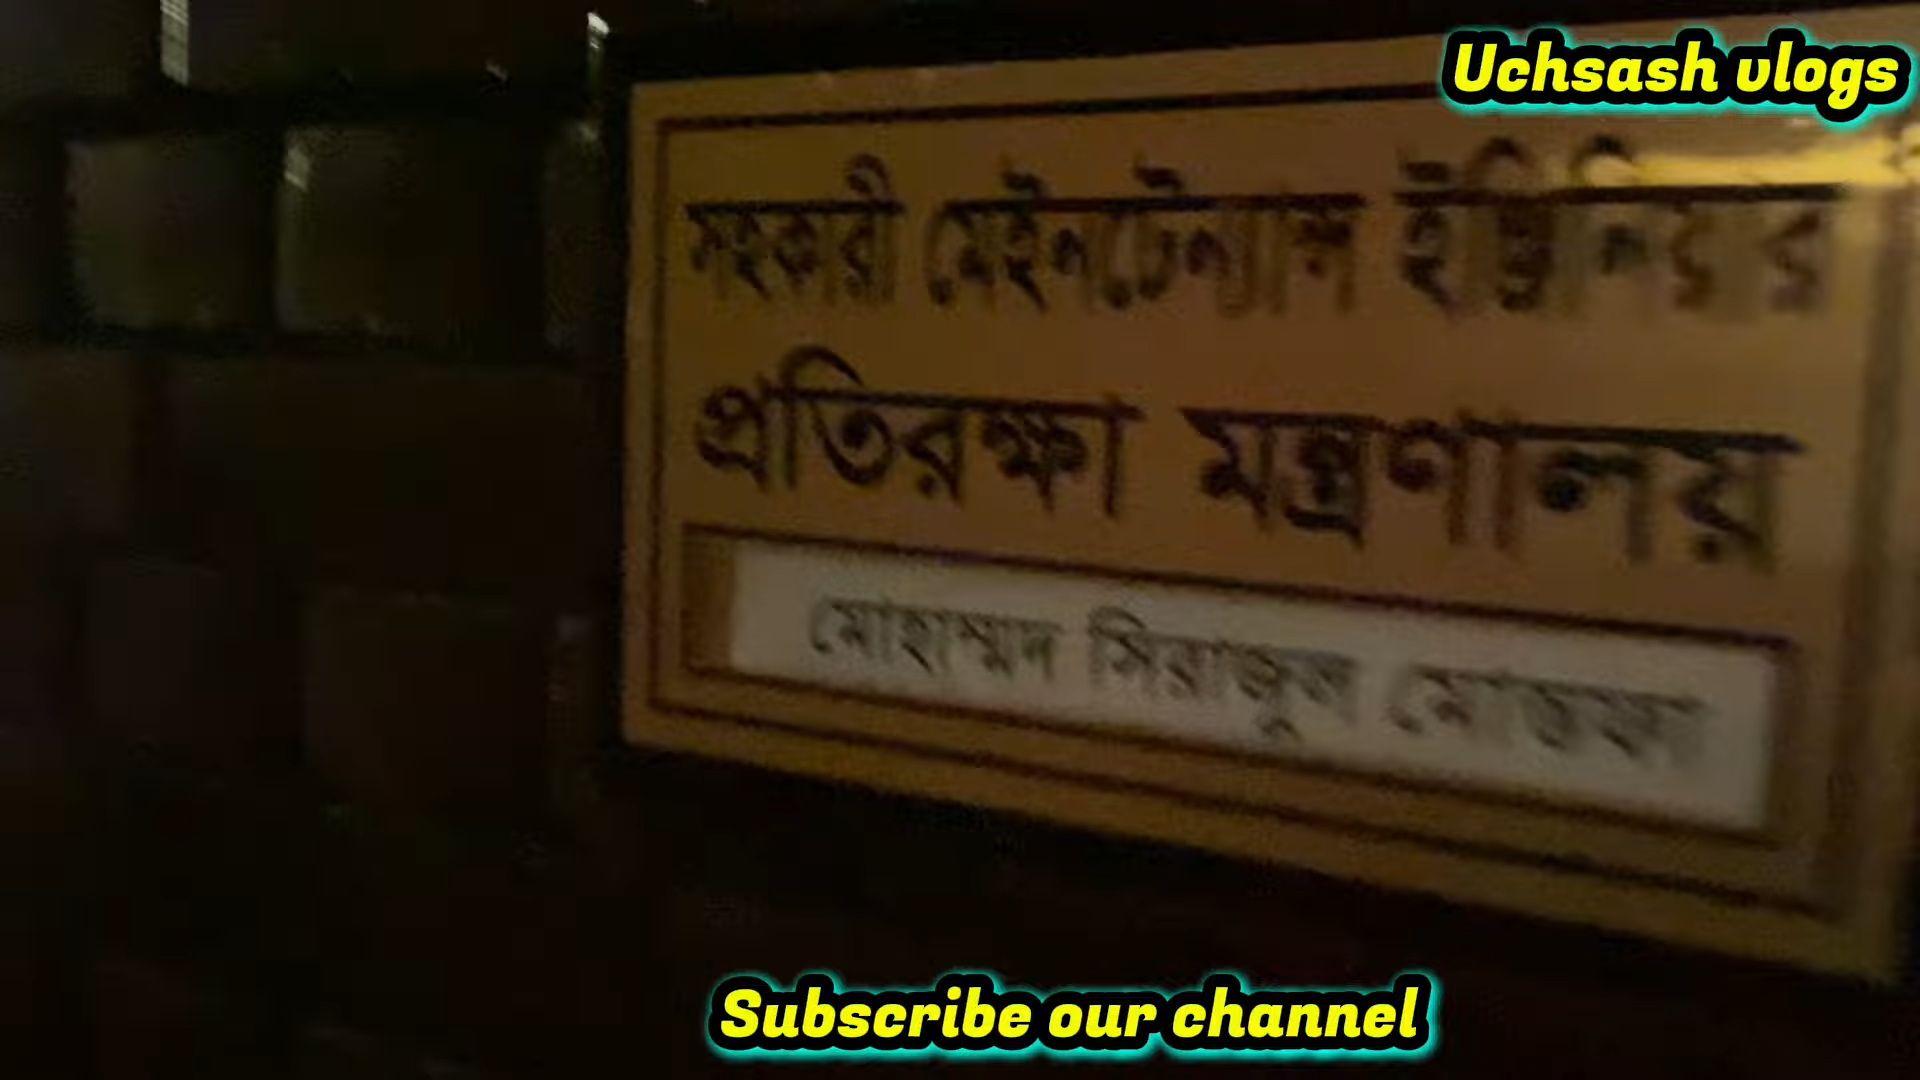 Uchsash vlogs
সহকারী মেইনটেন্যান্স ইঞ্জিনিয়ার
প্রতিরক্ষা মন্ত্রণালয়
মোহাম্মদ সিরাজুল মোস্তফা
Subscribe our channel